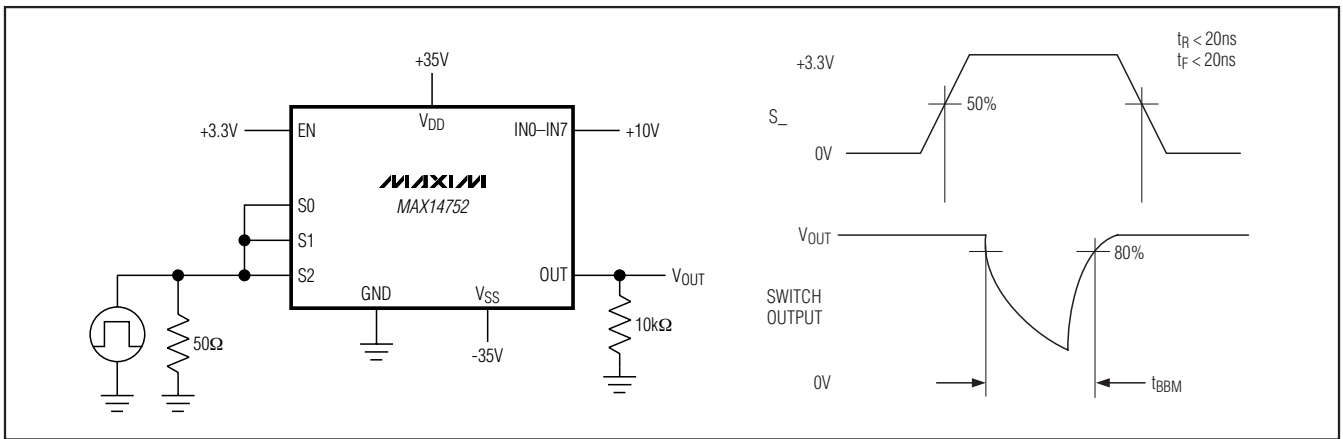 +35V
+3.3V
EN
VDD
IN0–IN7
+10V
MAXIM
MAX14752
S0
S1
S2
OUT
VOUT
GND
VSS
50Ω
-35V
10kΩ
tR < 20ns
tF < 20ns
+3.3V
50%
S_
0V
VOUT
80%
SWITCH
OUTPUT
0V
tBBM